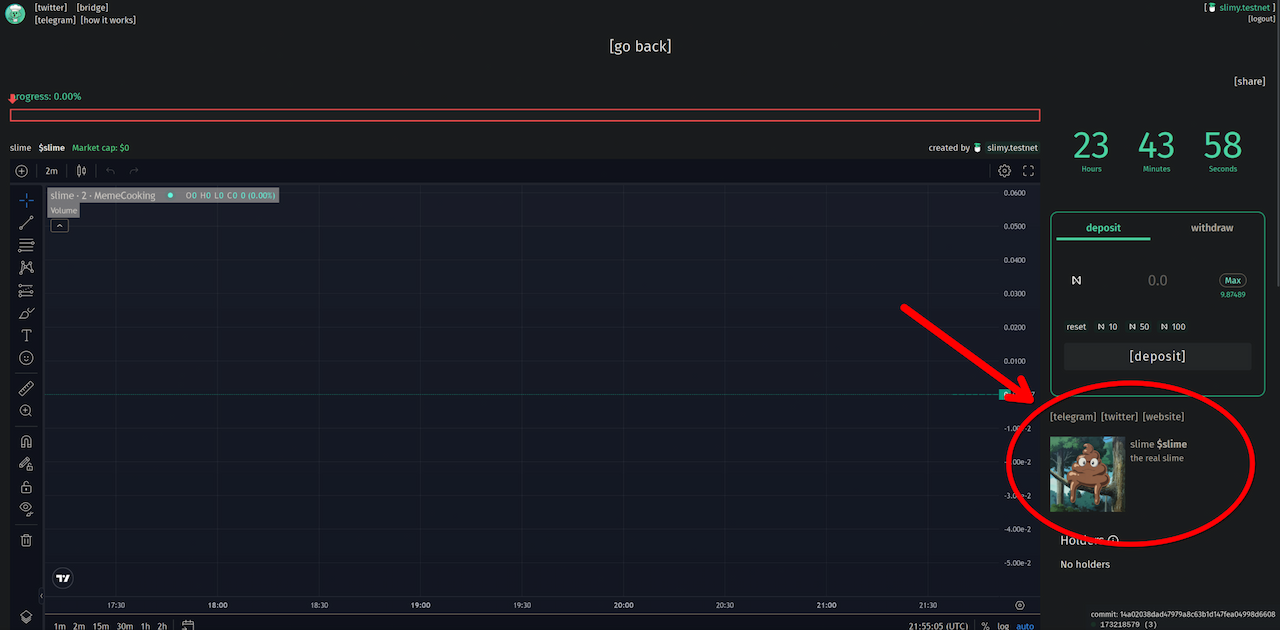 [twitter] [bridge]
[telegram] [how it works]
[ slimy.testnet ]
[logout]
[go back]
[share]
progress: 0.00%
slime $slime Market cap: $0
created by slimy.testnet
23 43 58
Hours Minutes Seconds
2m
slime · 2 · MemeCooking O0 H0 L0 C0 0 (0.00%)
Volume
0.0600
0.0500
0.0400
0.0300
0.0200
0.0100
-3.00e-2
-4.00e-2
-5.00e-2
deposit withdraw
0.0 Max
9.87489
reset N 10 N 50 N 100
[deposit]
[telegram] [twitter] [website]
slime $slime
the real slime
Holders
No holders
17:30 18:00 18:30 19:00 19:30 20:00 20:30 21:00 21:30
1m 2m 15m 30m 1h 2h
21:55:05 (UTC) % log auto
commit: 14a02038dad47979a8c63b1d147fea04998d6608
173218579 (3)